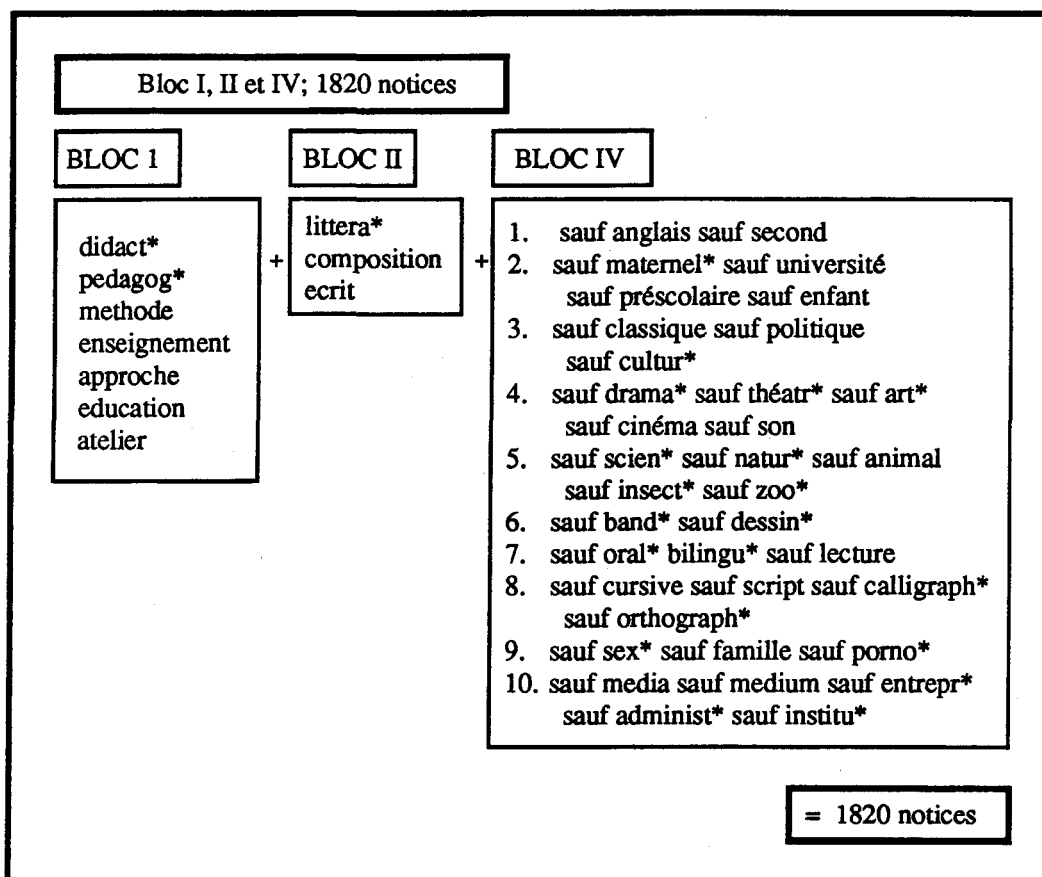 Bloc I, II et IV; 1820 notices
BLOC 1
BLOC II
BLOC IV
didact*
pedagog*
methode
enseignement
approche
education
atelier
+
littera*
composition
ecrit
+
1. sauf anglais sauf second
2. sauf maternel* sauf université
sauf préscolaire sauf enfant
3. sauf classique sauf politique
sauf cultur*
4. sauf drama* sauf théatr* sauf art*
sauf cinéma sauf son
5. sauf scien* sauf natur* sauf animal
sauf insect* sauf zoo*
6. sauf band* sauf dessin*
7. sauf oral* bilingu* sauf lecture
8. sauf cursive sauf script sauf calligraph*
sauf orthograph*
9. sauf sex* sauf famille sauf porno*
10. sauf media sauf medium sauf entrepr*
sauf administ* sauf institu*
= 1820 notices